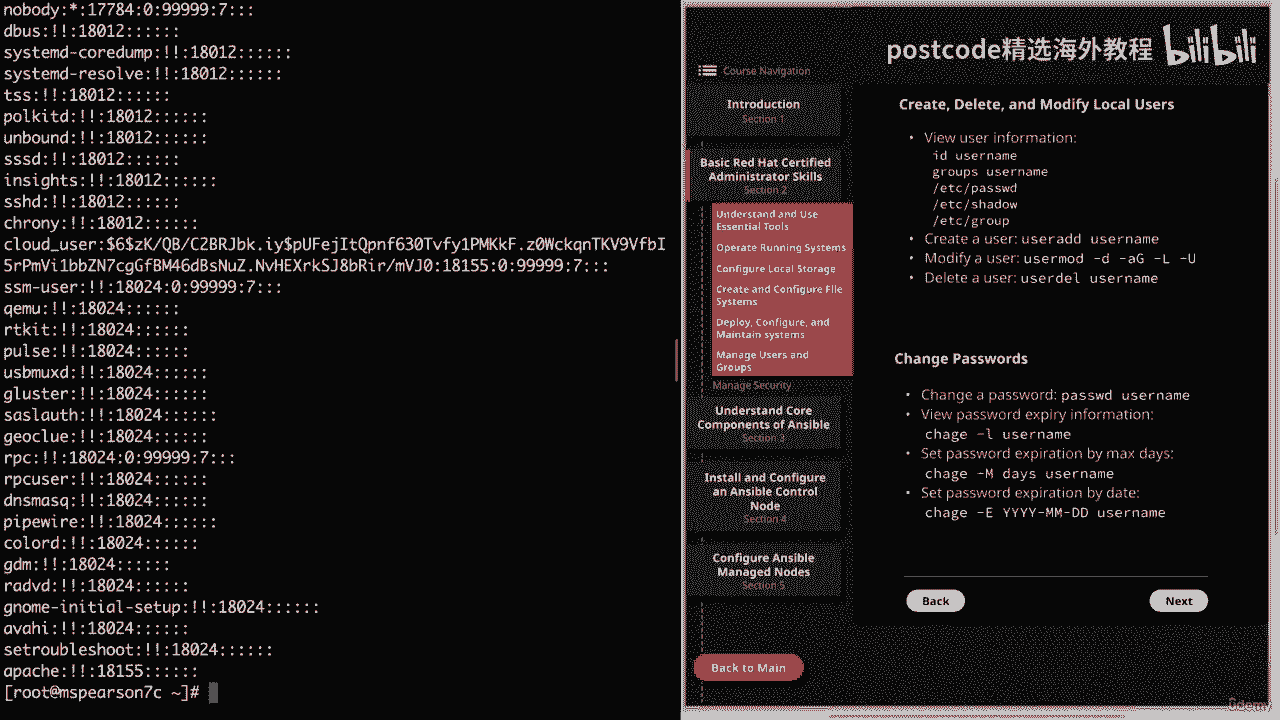 nobody:*:17784:0:99999:7:::
dbus:!!:18012::::::
systemd-coredump:!!:18012::::::
systemd-resolve:!!:18012::::::
tss:!!:18012::::::
polkitd:!!:18012::::::
unbound:!!:18012::::::
sssd:!!:18012::::::
insights:!!:18012::::::
sshd:!!:18012::::::
chrony:!!:18012::::::
cloud_user:$6$zK/QB/C2BRJbk.iy$pUFejItQpnf630Tvfy1PMKkF.z0WckqnTKV9VfbI
5rPmVi1bbZN7cgGfBM46dBsNuZ.NvHEXrkSJ8bRir/mVJ0:18155:0:99999:7:::
ssm-user:!!:18024:0:99999:7:::
qemu:!!:18024::::::
rtkit:!!:18024::::::
pulse:!!:18024::::::
usbmuxd:!!:18024::::::
gluster:!!:18024::::::
saslauth:!!:18024::::::
geoclue:!!:18024::::::
rpc:!!:18024:0:99999:7:::
rpcuser:!!:18024::::::
dnsmasq:!!:18024::::::
pipewire:!!:18024::::::
colord:!!:18024::::::
gdm:!!:18024::::::
radvd:!!:18024::::::
gnome-initial-setup:!!:18024::::::
avahi:!!:18024::::::
setroubleshoot:!!:18024::::::
apache:!!:18155::::::
[root@mspearson7c ~]#
postcode精选海外教程 bilibili
Course Navigation
Introduction
Section 1
Basic Red Hat Certified
Administrator Skills
Section 2
Understand and Use
Essential Tools
Operate Running Systems
Configure Local Storage
Create and Configure File
Systems
Deploy, Configure, and
Maintain systems
Manage Users and
Groups
Manage Security
Understand Core
Components of Ansible
Section 3
Install and Configure
an Ansible Control
Node
Section 4
Configure Ansible
Managed Nodes
Section 5
Back to Main
Create, Delete, and Modify Local Users
• View user information:
id username
groups username
/etc/passwd
/etc/shadow
/etc/group
• Create a user: useradd username
• Modify a user: usermod -d -aG -L -U
• Delete a user: userdel username
Change Passwords
• Change a password: passwd username
• View password expiry information:
chage -l username
• Set password expiration by max days:
chage -M days username
• Set password expiration by date:
chage -E YYYY-MM-DD username
Back
Next
Udemy